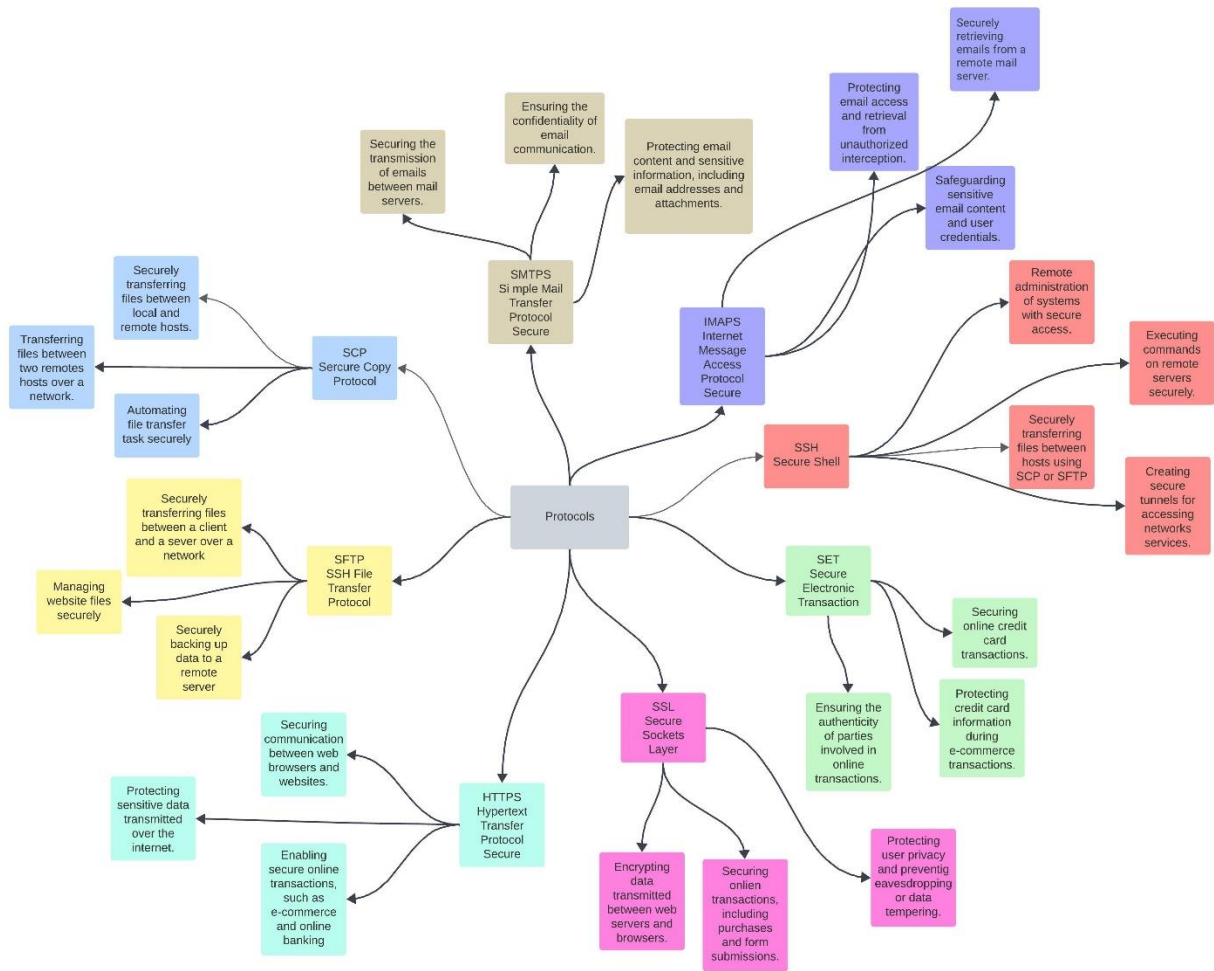 Securely
retrieving
emails from a
remote mail
server.
Protecting
email access
and retrieval
from
unauthorized
interception.
Safeguarding
sensitive
email content
and user
credentials.
Ensuring the
confidentiality of
email
communication.
Protecting email
content and sensitive
information, including
email addresses and
attachments.
Securing the
transmission
of emails
between mail
servers.
SMTPS
Si mple Mail
Transfer
Protocol
Secure
IMAPS
Internet
Message
Access
Protocol
Secure
Securely
transferring
files between
local and
remote hosts.
Transferring
files between
two remotes
hosts over a
network.
Automating
file transfer
task securely
SCP
Sercure Copy
Protocol
Remote
administration
of systems
with secure
access.
Executing
commands
on remote
servers
securely.
Securely
transferring
files between
hosts using
SCP or SFTP
Creating
secure
tunnels for
accessing
networks
services.
SSH
Secure Shell
Protocols
Securely
transferring files
between a client
and a sever over a
network
Managing
website files
securely
Securely
backing up
data to a
remote
server
SFTP
SSH File
Transfer
Protocol
SET
Secure
Electronic
Transaction
Securing
online credit
card
transactions.
Protecting
credit card
information
during
e-commerce
transactions.
Ensuring the
authenticity
of parties
involved in
online
transactions.
SSL
Secure
Sockets
Layer
Encrypting
data
transmitted
between web
servers and
browsers.
Securing
onlien
transactions,
including
purchases
and form
submissions.
Protecting
user privacy
and preventig
eavesdropping
or data
tempering.
HTTPS
Hypertext
Transfer
Protocol
Secure
Securing
communication
between web
browsers and
websites.
Protecting
sensitive data
transmitted
over the
internet.
Enabling
secure online
transactions,
such as
e-commerce
and online
banking